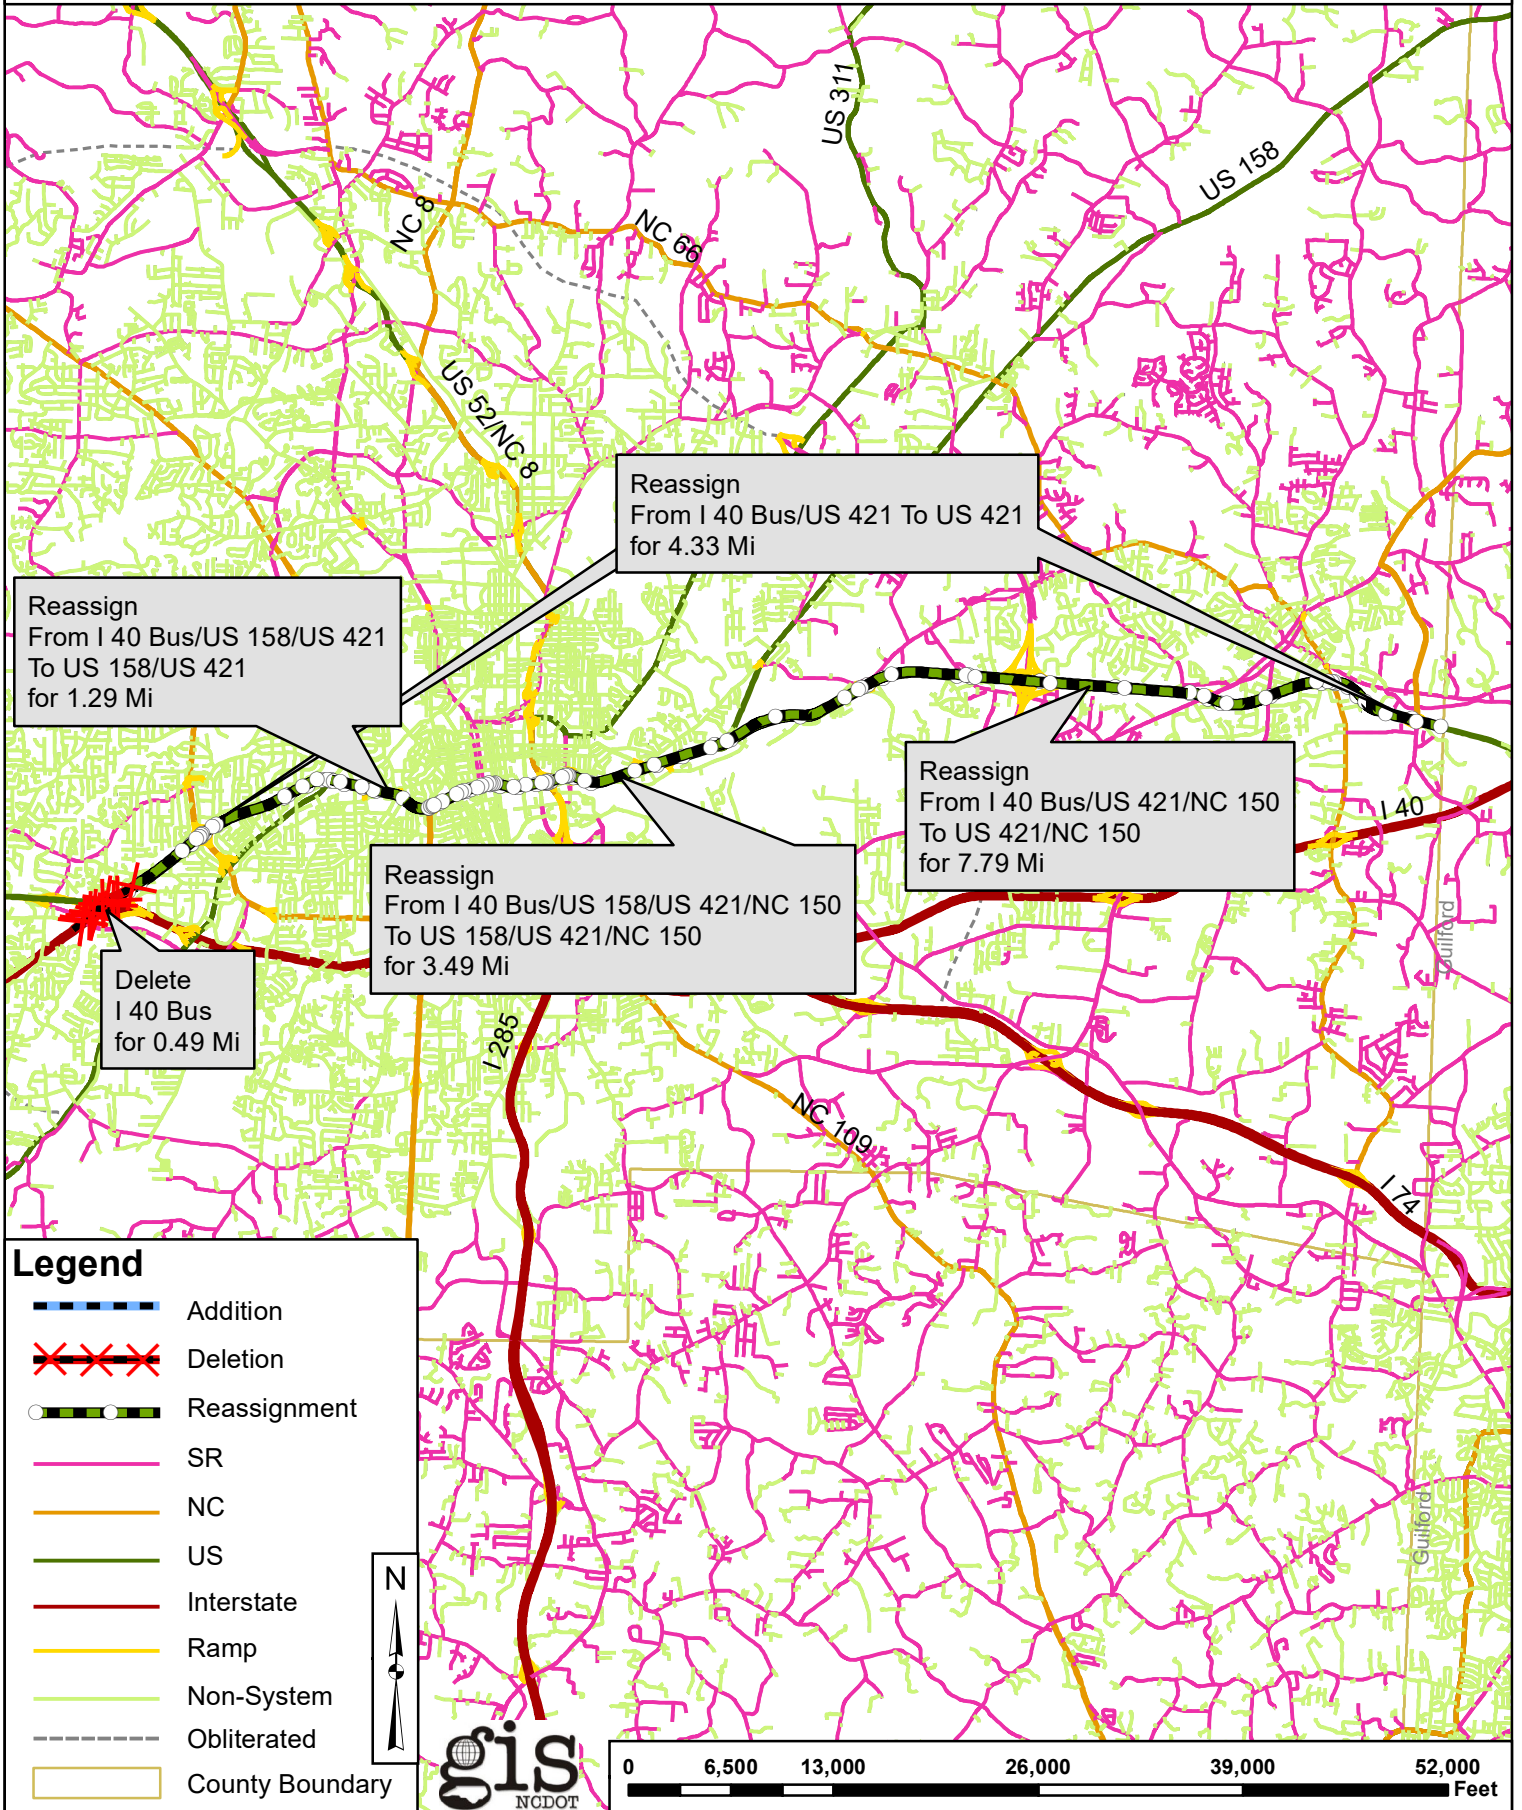 US 311
US 158
NC 8
NC 66
US 52/NC 8
Reassign
From I 40 Bus/US 421 To US 421
for 4.33 Mi
Reassign
From I 40 Bus/US 158/US 421
To US 158/US 421
for 1.29 Mi
Reassign
From I 40 Bus/US 421/NC 150
To US 421/NC 150
for 7.79 Mi
I 40
Reassign
From I 40 Bus/US 158/US 421/NC 150
To US 158/US 421/NC 150
for 3.49 Mi
Guilford
Delete
I 40 Bus
for 0.49 Mi
I 285
NC 109
I 74
Guilford
Legend
Addition
Deletion
Reassignment
SR
NC
US
Interstate
Ramp
Non-System
Obliterated
County Boundary
N
gis
NCDOT
0 6,500 13,000 26,000 39,000 52,000
Feet